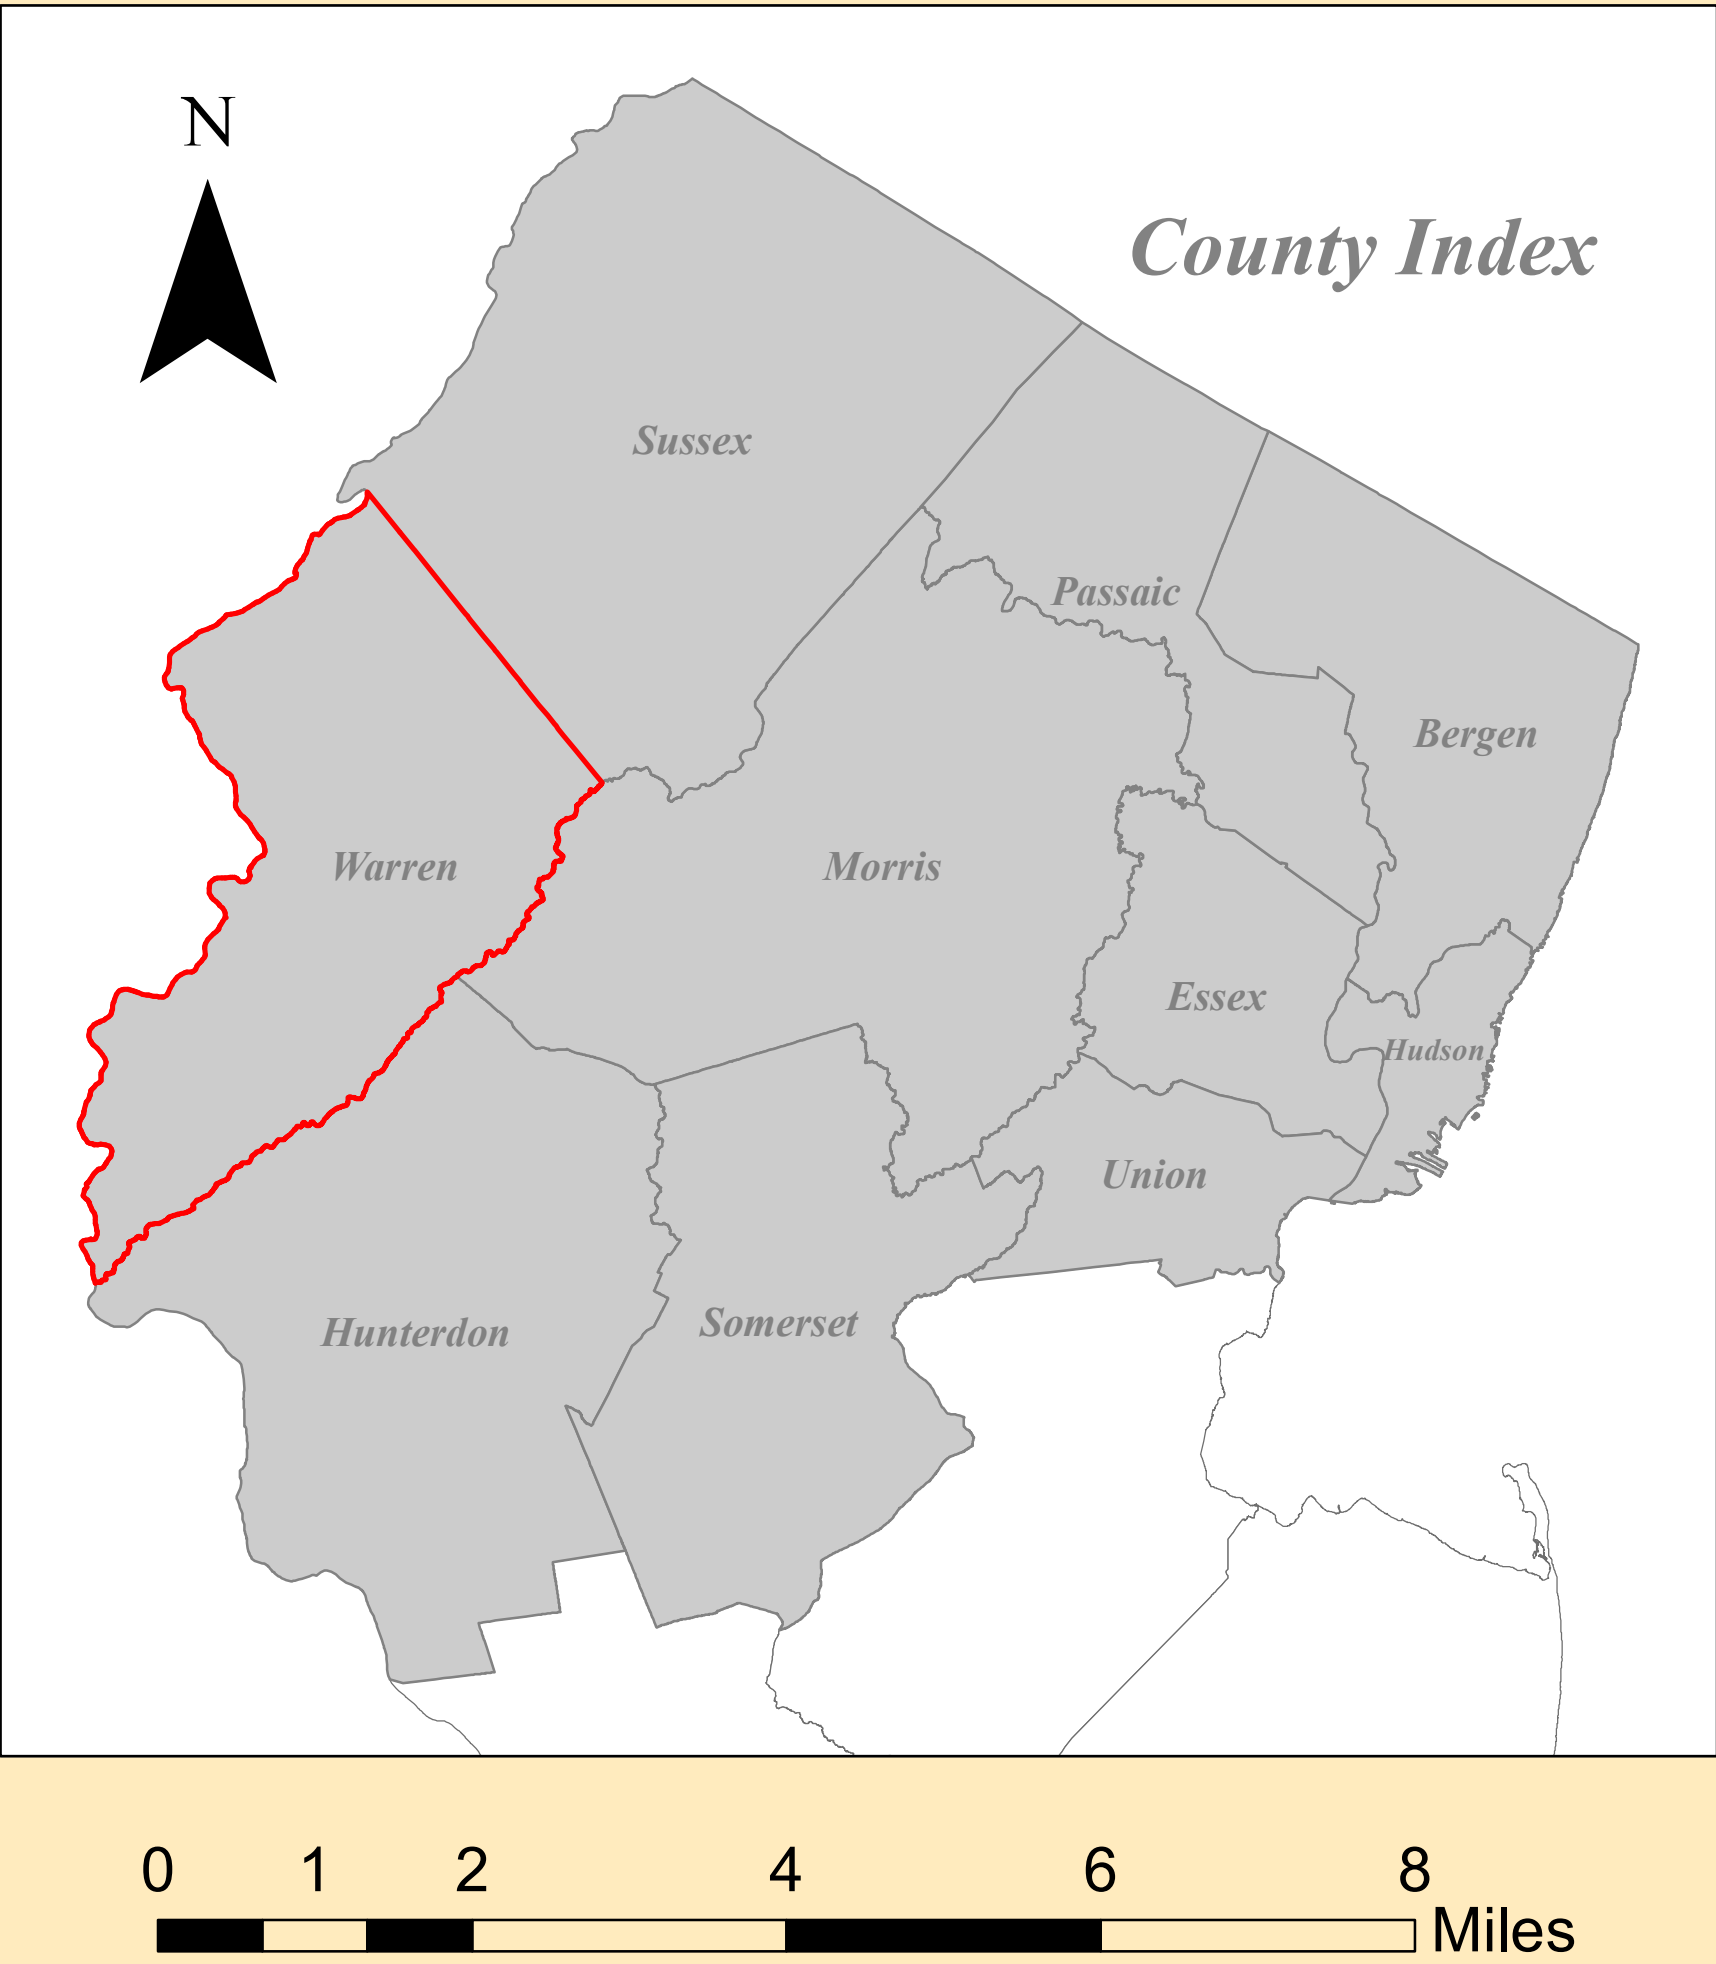 N
County Index
Sussex
Passaic
Bergen
Warren
Morris
Essex
Hudson
Union
Hunterdon
Somerset
0 1 2 4 6 8
Miles